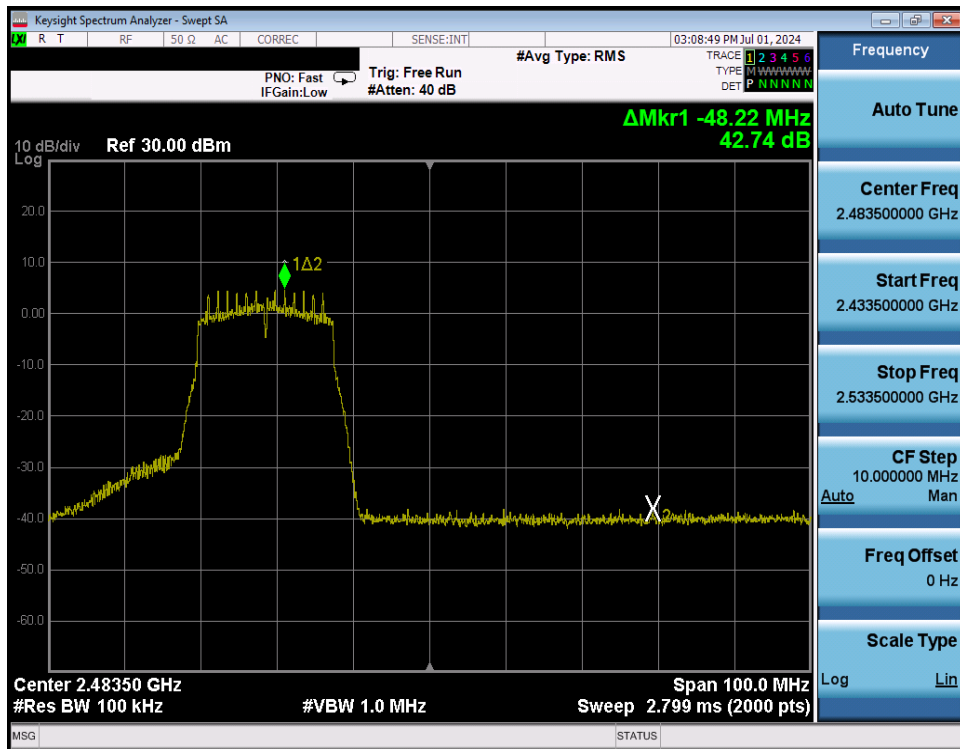 Keysight Spectrum Analyzer - Swept SA
LXI R T RF 50 Ω AC CORREC SENSE:INT 03:08:49 PM Jul 01, 2024
#Avg Type: RMS
TRACE 1 2 3 4 5 6
TYPE M W W W W W
DET P N N N N N
PNO: Fast
IFGain:Low
Trig: Free Run
#Atten: 40 dB
ΔMkr1 -48.22 MHz
42.74 dB
10 dB/div
Log
Ref 30.00 dBm
20.0
10.0
0.00
-10.0
-20.0
-30.0
-40.0
-50.0
-60.0
1Δ2
X2
Center 2.48350 GHz
Span 100.0 MHz
#Res BW 100 kHz
#VBW 1.0 MHz
Sweep 2.799 ms (2000 pts)
MSG
STATUS
Frequency
Auto Tune
Center Freq
2.483500000 GHz
Start Freq
2.433500000 GHz
Stop Freq
2.533500000 GHz
CF Step
10.000000 MHz
Auto Man
Freq Offset
0 Hz
Scale Type
Log Lin